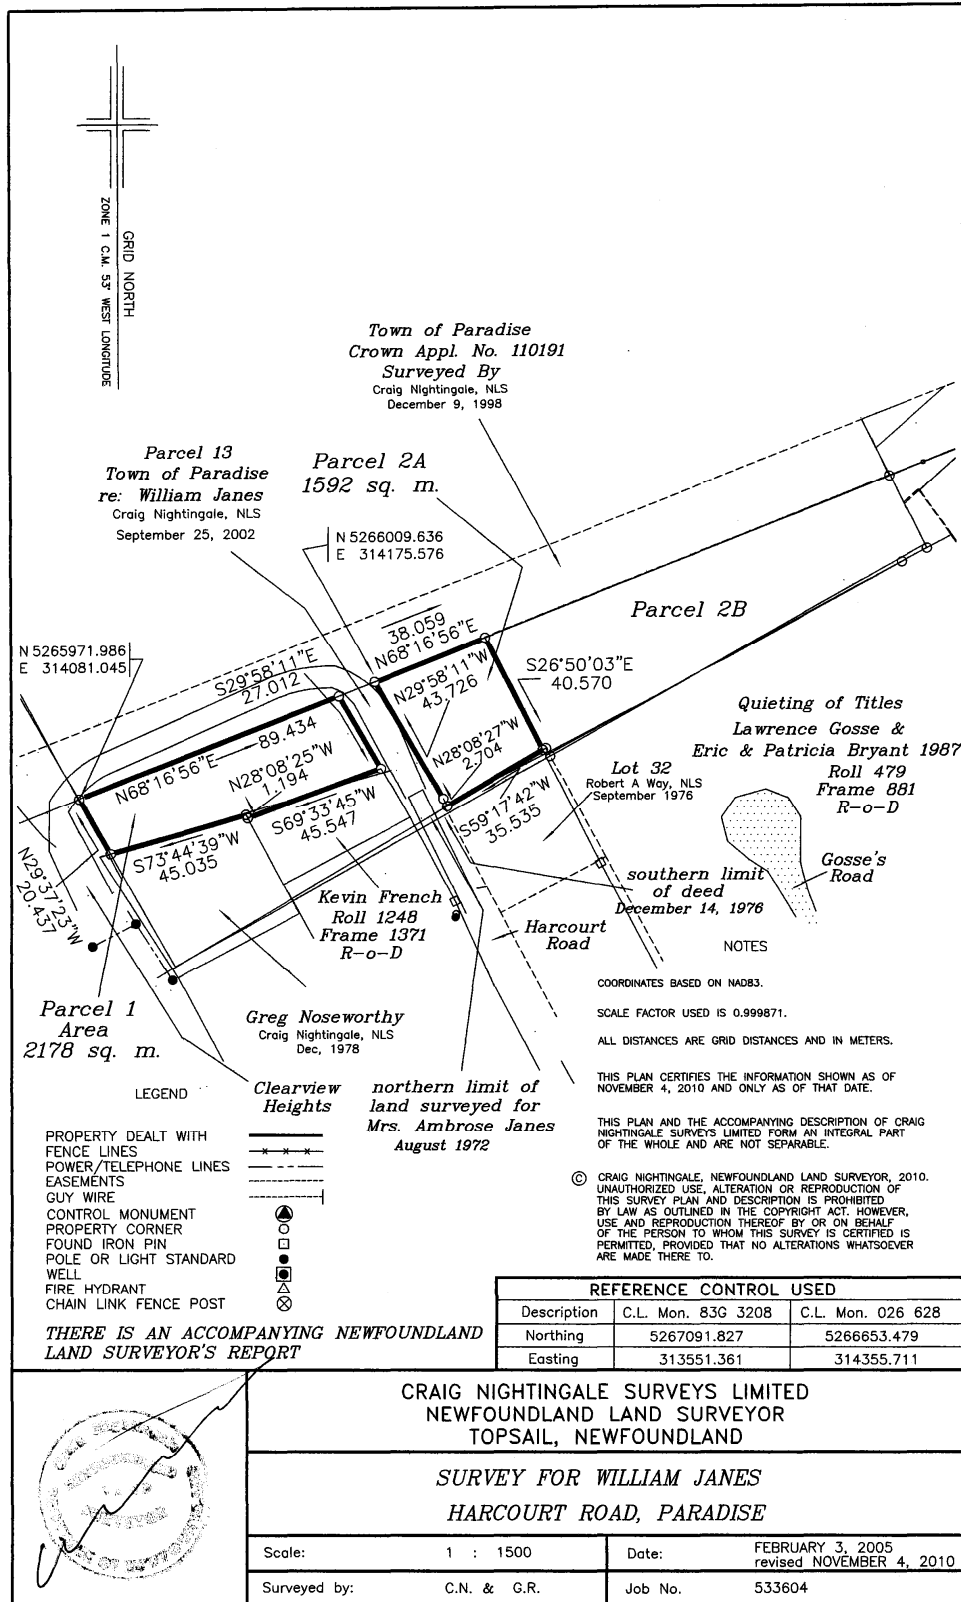 GRID NORTH
ZONE 1 C.M. 53° WEST LONGITUDE
Town of Paradise
Crown Appl. No. 110191
Surveyed By
Craig Nightingale, NLS
December 9, 1998
Parcel 13
Town of Paradise
re: William Janes
Craig Nightingale, NLS
September 25, 2002
Parcel 2A
1592 sq. m.
N 5266009.636
E 314175.576
Parcel 2B
38.059
N68°16'56"E
N 5265971.986
E 314081.045
S29°58'11"E
27.012
N29°58'11"W
43.726
S26°50'03"E
40.570
N68°16'56"E 89.434
N28°08'25"W
1.194
N28°08'27"W
2.704
Quieting of Titles
Lawrence Gosse &
Eric & Patricia Bryant 1987
Roll 479
Frame 881
R-o-D
Lot 32
Robert A Way, NLS
September 1976
S69°33'45"W
45.547
S59°17'42"W
35.535
S73°44'39"W
45.035
N29°37'23"W
20.437
Gosse's
Road
southern limit
of deed
December 14, 1976
Kevin French
Roll 1248
Frame 1371
R-o-D
Harcourt
Road
Parcel 1
Area
2178 sq. m.
Greg Noseworthy
Craig Nightingale, NLS
Dec, 1978
Clearview
Heights
northern limit of
land surveyed for
Mrs. Ambrose Janes
August 1972
NOTES
COORDINATES BASED ON NAD83.
SCALE FACTOR USED IS 0.999871.
ALL DISTANCES ARE GRID DISTANCES AND IN METERS.
THIS PLAN CERTIFIES THE INFORMATION SHOWN AS OF
NOVEMBER 4, 2010 AND ONLY AS OF THAT DATE.
THIS PLAN AND THE ACCOMPANYING DESCRIPTION OF CRAIG
NIGHTINGALE SURVEYS LIMITED FORM AN INTEGRAL PART
OF THE WHOLE AND ARE NOT SEPARABLE.
© CRAIG NIGHTINGALE, NEWFOUNDLAND LAND SURVEYOR, 2010.
UNAUTHORIZED USE, ALTERATION OR REPRODUCTION OF
THIS SURVEY PLAN AND DESCRIPTION IS PROHIBITED
BY LAW AS OUTLINED IN THE COPYRIGHT ACT. HOWEVER,
USE AND REPRODUCTION THEREOF BY OR ON BEHALF
OF THE PERSON TO WHOM THIS SURVEY IS CERTIFIED IS
PERMITTED, PROVIDED THAT NO ALTERATIONS WHATSOEVER
ARE MADE THERE TO.
LEGEND
PROPERTY DEALT WITH
FENCE LINES
POWER/TELEPHONE LINES
EASEMENTS
GUY WIRE
CONTROL MONUMENT
PROPERTY CORNER
FOUND IRON PIN
POLE OR LIGHT STANDARD
WELL
FIRE HYDRANT
CHAIN LINK FENCE POST
THERE IS AN ACCOMPANYING NEWFOUNDLAND
LAND SURVEYOR'S REPORT
REFERENCE CONTROL USED
Description C.L. Mon. 83G 3208 C.L. Mon. 026 628
Northing 5267091.827 5266653.479
Easting 313551.361 314355.711
CRAIG NIGHTINGALE SURVEYS LIMITED
NEWFOUNDLAND LAND SURVEYOR
TOPSAIL, NEWFOUNDLAND
SURVEY FOR WILLIAM JANES
HARCOURT ROAD, PARADISE
Scale: 1 : 1500 Date: FEBRUARY 3, 2005
revised NOVEMBER 4, 2010
Surveyed by: C.N. & G.R. Job No. 533604